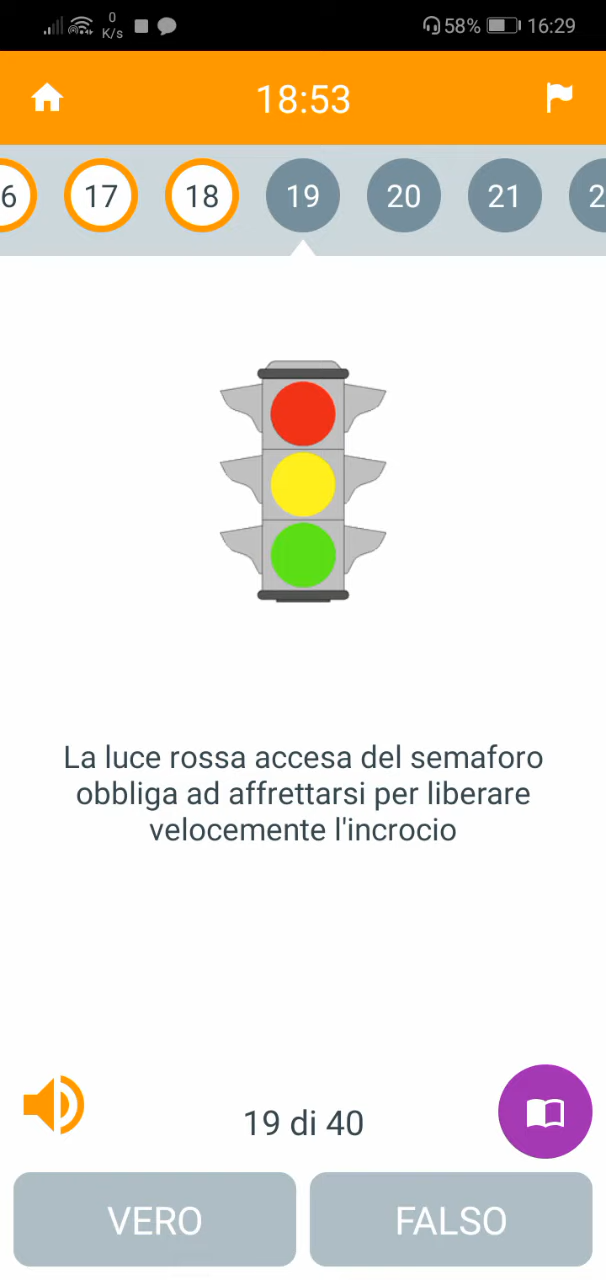 0
K/s
58%
16:29
18:53
6
17
18
19
20
21
2
La luce rossa accesa del semaforo
obbliga ad affrettarsi per liberare
velocemente l'incrocio
19 di 40
VERO
FALSO